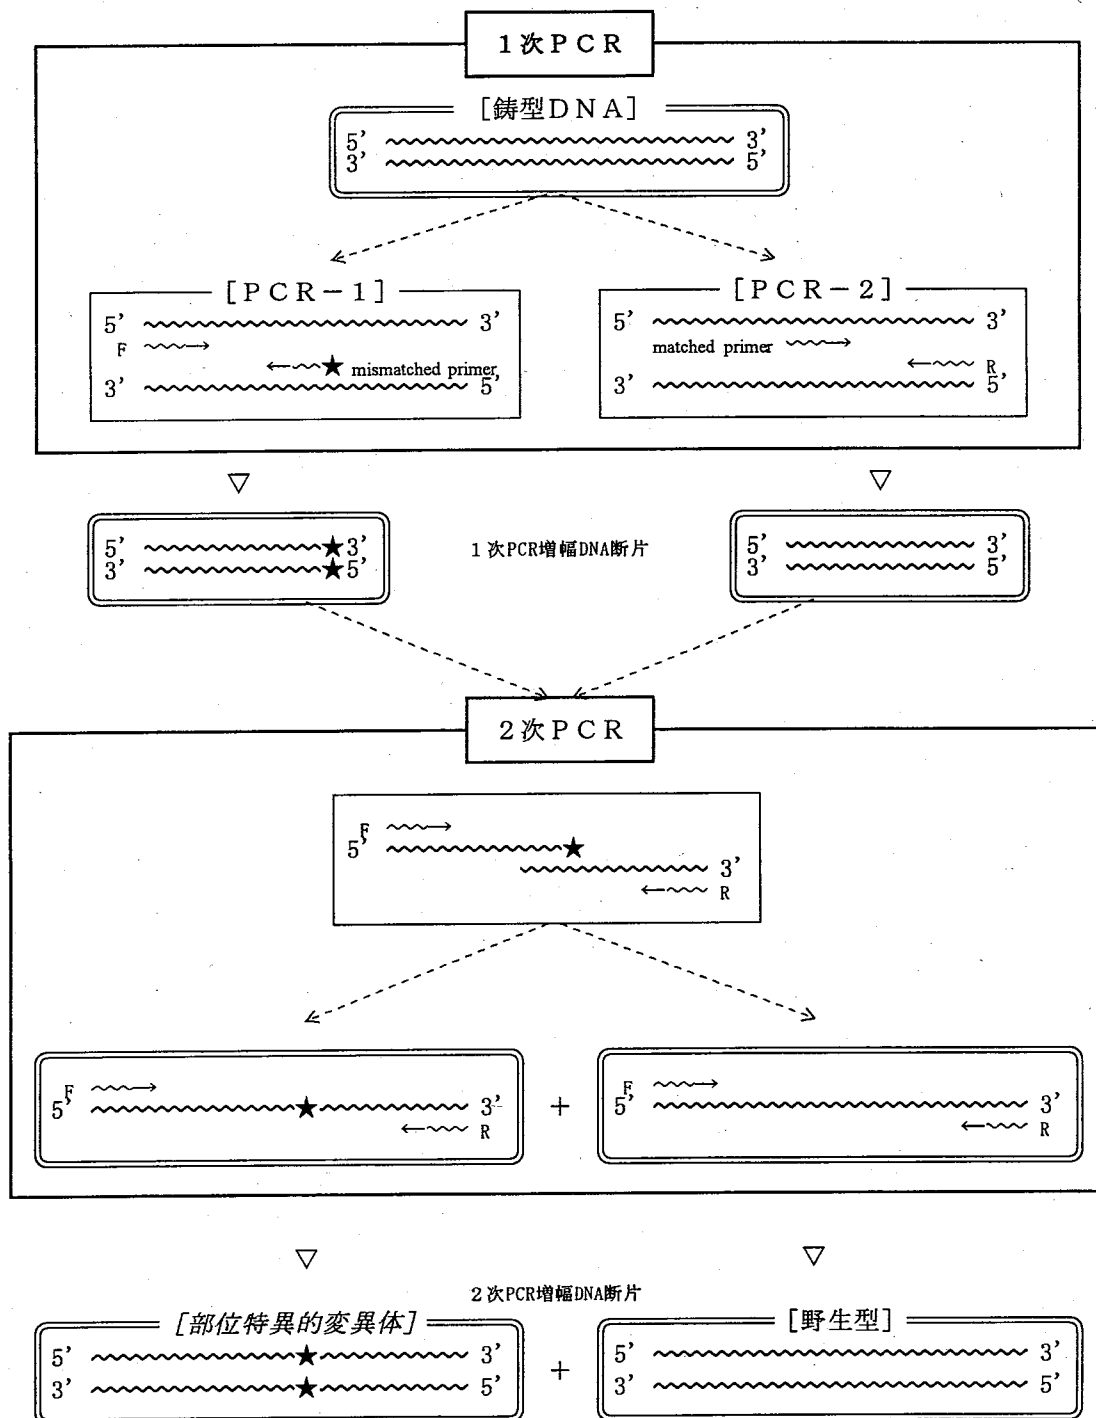 1次PCR
[鋳型DNA]
5' 3'
3' 5'
[PCR-1]
5' 3'
F
★ mismatched primer
3' 5'
[PCR-2]
5' 3'
matched primer
R
3' 5'
▽ ▽
5' ★3'
3' ★5'
1次PCR増幅DNA断片
5' 3'
3' 5'
2次PCR
F
5' ★
3'
R
F
5' ★ 3'
R
+
F
5' 3'
R
▽ ▽
2次PCR増幅DNA断片
[部位特異的変異体]
5' ★ 3'
3' ★ 5'
+
[野生型]
5' 3'
3' 5'